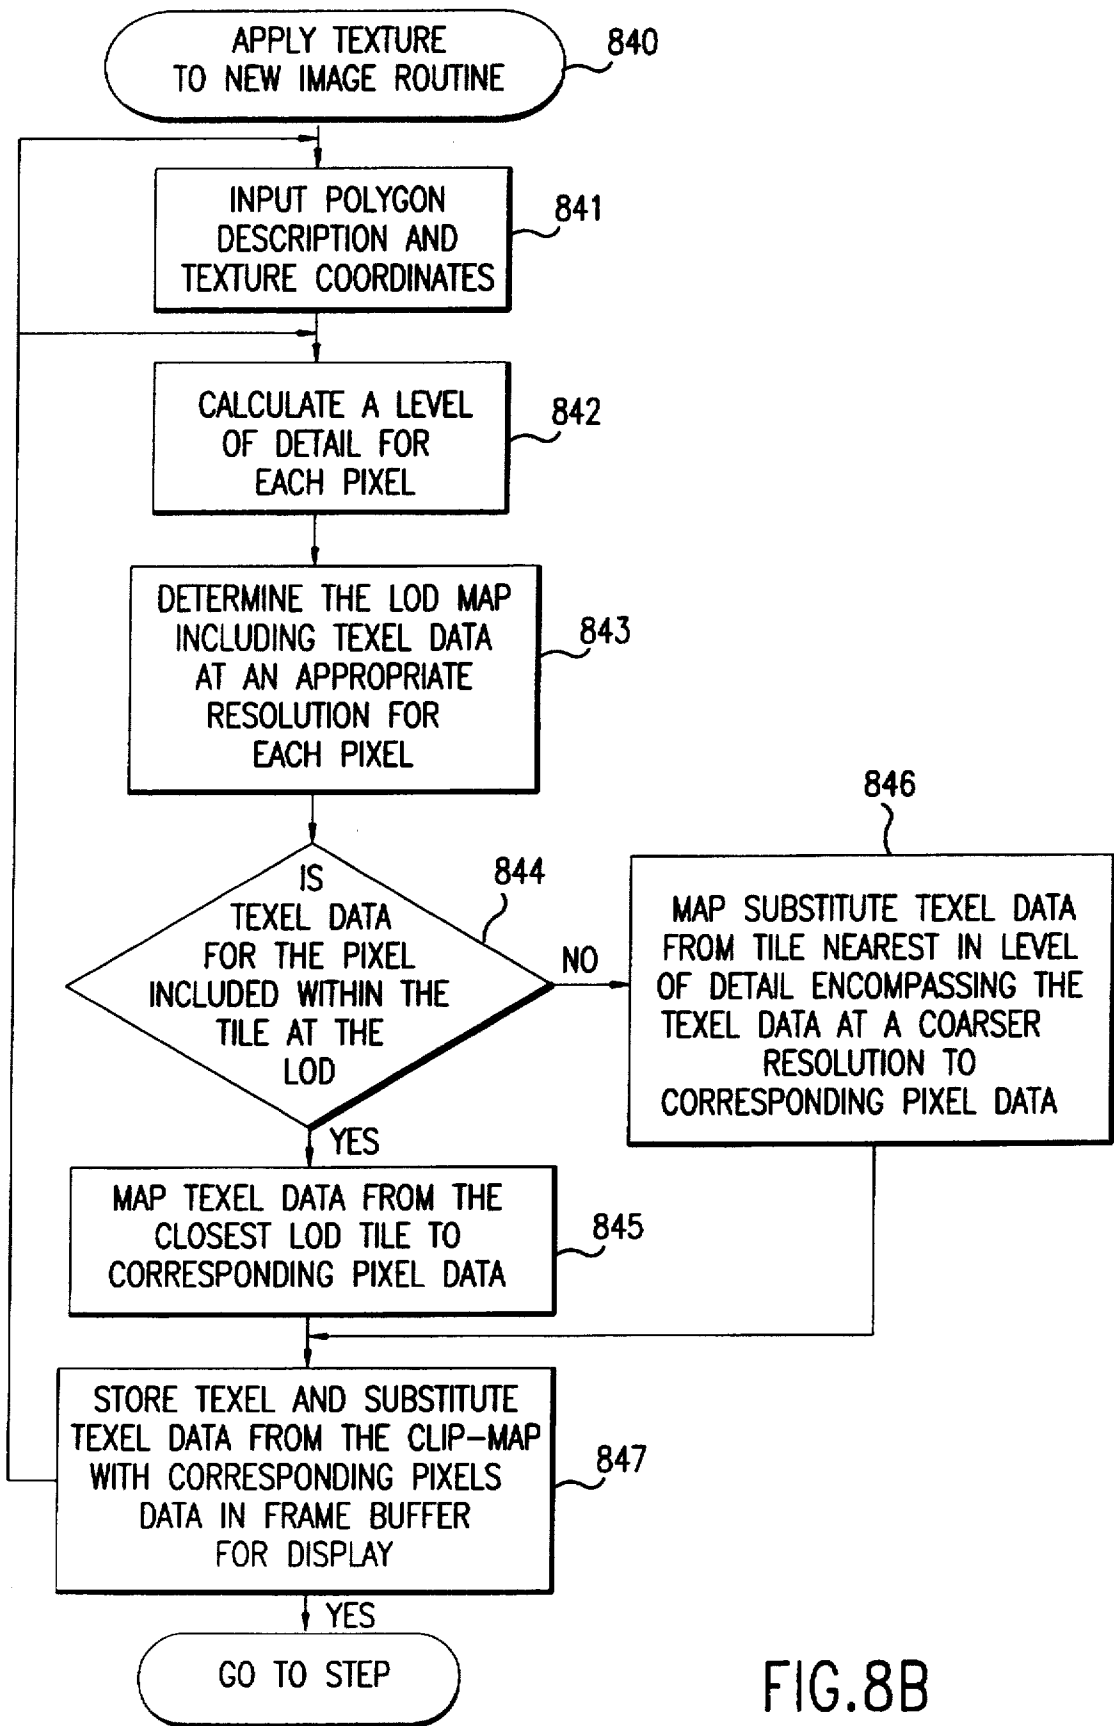 APPLY TEXTURE
TO NEW IMAGE ROUTINE
840
INPUT POLYGON
DESCRIPTION AND
TEXTURE COORDINATES
841
CALCULATE A LEVEL
OF DETAIL FOR
EACH PIXEL
842
DETERMINE THE LOD MAP
INCLUDING TEXEL DATA
AT AN APPROPRIATE
RESOLUTION FOR
EACH PIXEL
843
IS
TEXEL DATA
FOR THE PIXEL
INCLUDED WITHIN THE
TILE AT THE
LOD
844
NO
846
MAP SUBSTITUTE TEXEL DATA
FROM TILE NEAREST IN LEVEL
OF DETAIL ENCOMPASSING THE
TEXEL DATA AT A COARSER
RESOLUTION TO
CORRESPONDING PIXEL DATA
YES
MAP TEXEL DATA FROM THE
CLOSEST LOD TILE TO
CORRESPONDING PIXEL DATA
845
STORE TEXEL AND SUBSTITUTE
TEXEL DATA FROM THE CLIP-MAP
WITH CORRESPONDING PIXELS
DATA IN FRAME BUFFER
FOR DISPLAY
847
YES
GO TO STEP
FIG.8B